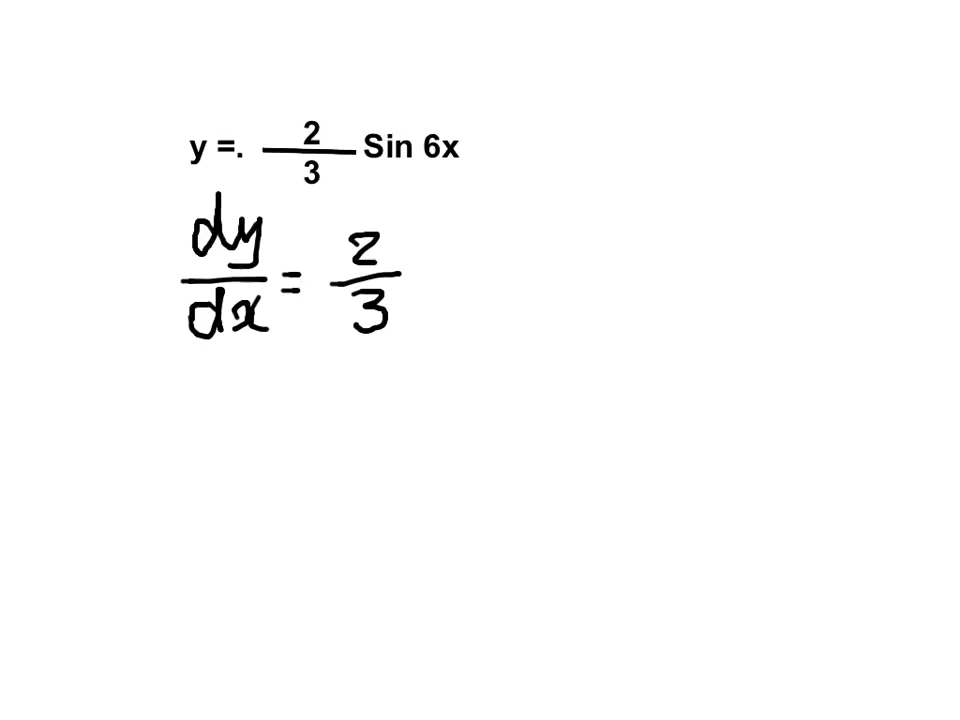 y =. 2/3 Sin 6x
dy/dx = 2/3